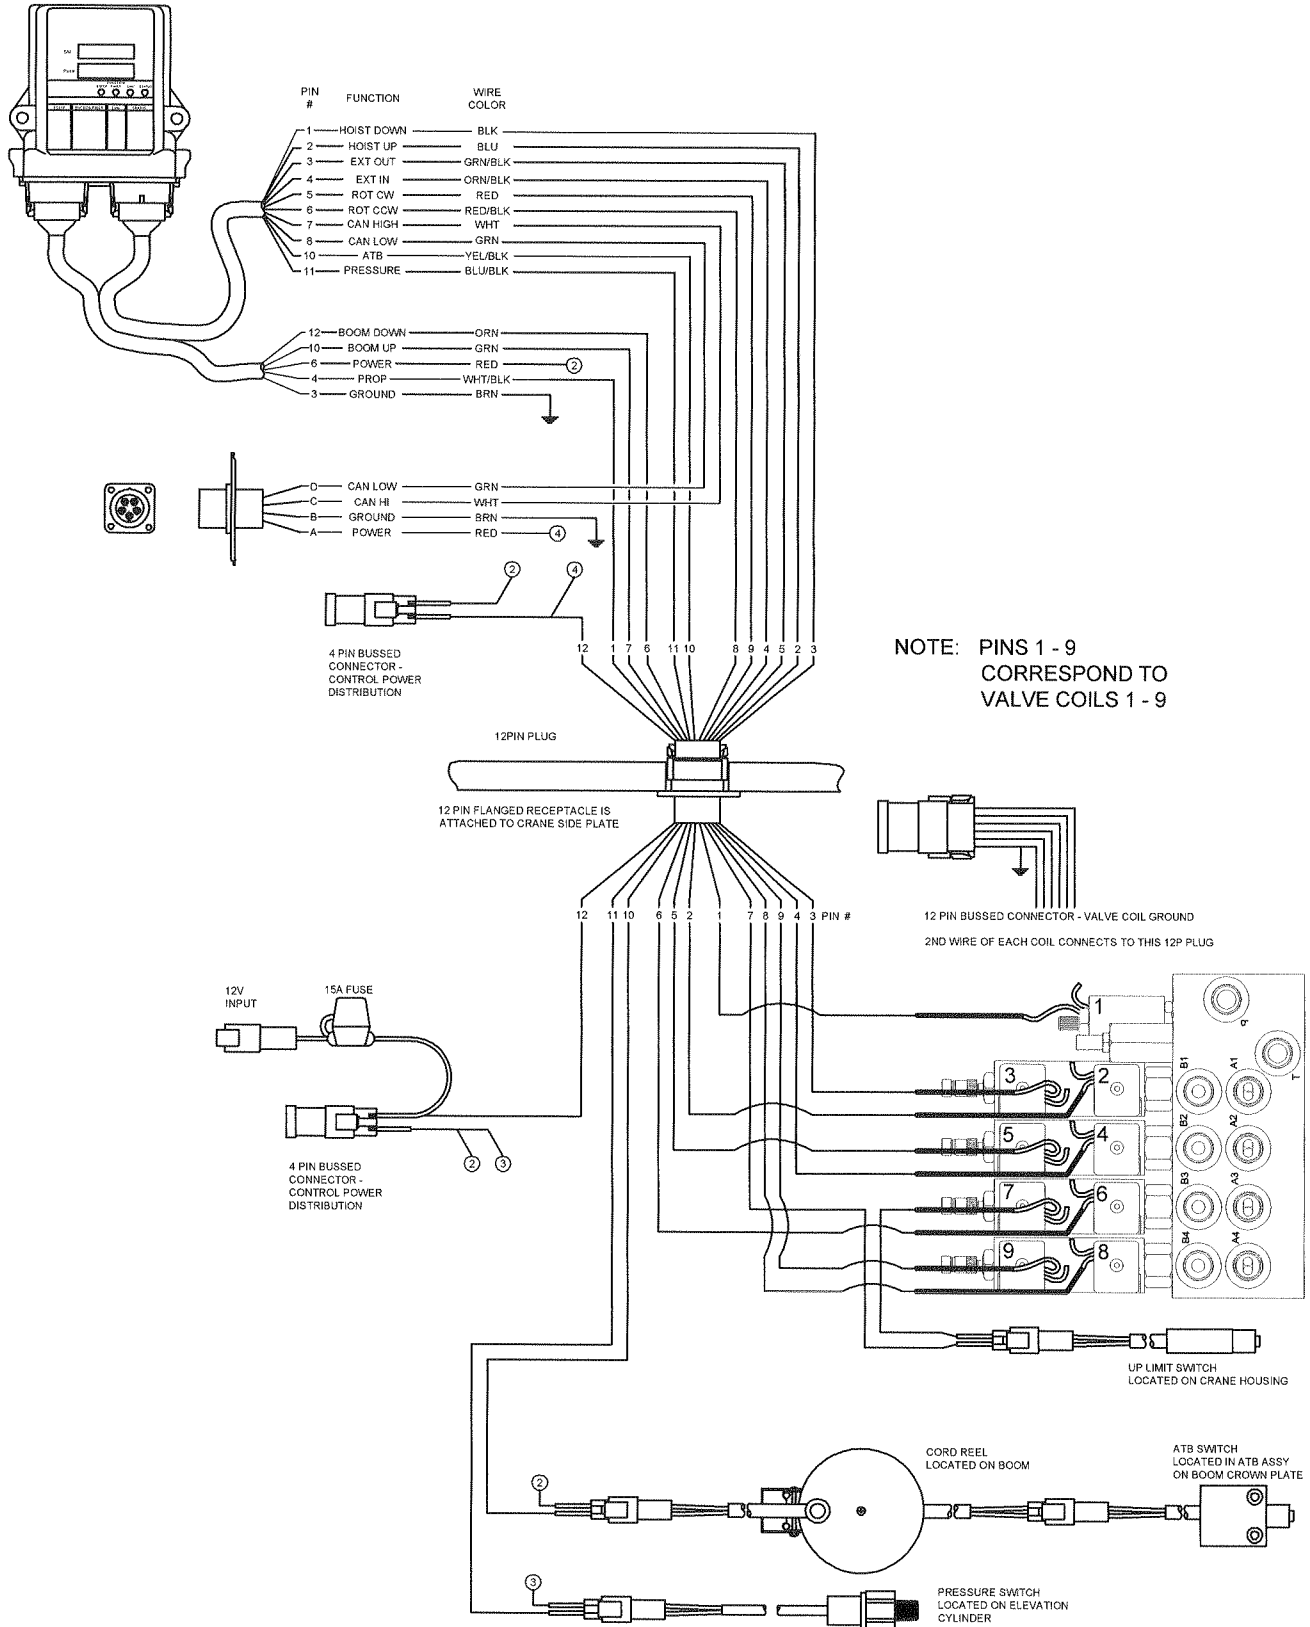 PIN # FUNCTION WIRE COLOR
1 HOIST DOWN BLK
2 HOIST UP BLU
3 EXT OUT GRN/BLK
4 EXT IN ORN/BLK
5 ROT CW RED
6 ROT CCW RED/BLK
7 CAN HIGH WHT
8 CAN LOW GRN
10 ATB YEL/BLK
11 PRESSURE BLU/BLK
12 BOOM DOWN ORN
10 BOOM UP GRN
6 POWER RED 2
4 PROP WHT/BLK
3 GROUND BRN
D CAN LOW GRN
C CAN HI WHT
B GROUND BRN
A POWER RED 4
2 4
4 PIN BUSSED
CONNECTOR -
CONTROL POWER
DISTRIBUTION
12 1 7 6 11 10 8 9 4 5 2 3
NOTE: PINS 1 - 9
CORRESPOND TO
VALVE COILS 1 - 9
12PIN PLUG
12 PIN FLANGED RECEPTACLE IS
ATTACHED TO CRANE SIDE PLATE
12 11 10 6 5 2 1 7 8 9 4 3 PIN #
12 PIN BUSSED CONNECTOR - VALVE COIL GROUND
2ND WIRE OF EACH COIL CONNECTS TO THIS 12P PLUG
12V
INPUT
15A FUSE
2 3
4 PIN BUSSED
CONNECTOR -
CONTROL POWER
DISTRIBUTION
1 P T
3 2 B1 A1
5 4 B2 A2
7 6 B3 A3
9 8 B4 A4
UP LIMIT SWITCH
LOCATED ON CRANE HOUSING
2
CORD REEL
LOCATED ON BOOM
ATB SWITCH
LOCATED IN ATB ASSY
ON BOOM CROWN PLATE
3
PRESSURE SWITCH
LOCATED ON ELEVATION
CYLINDER